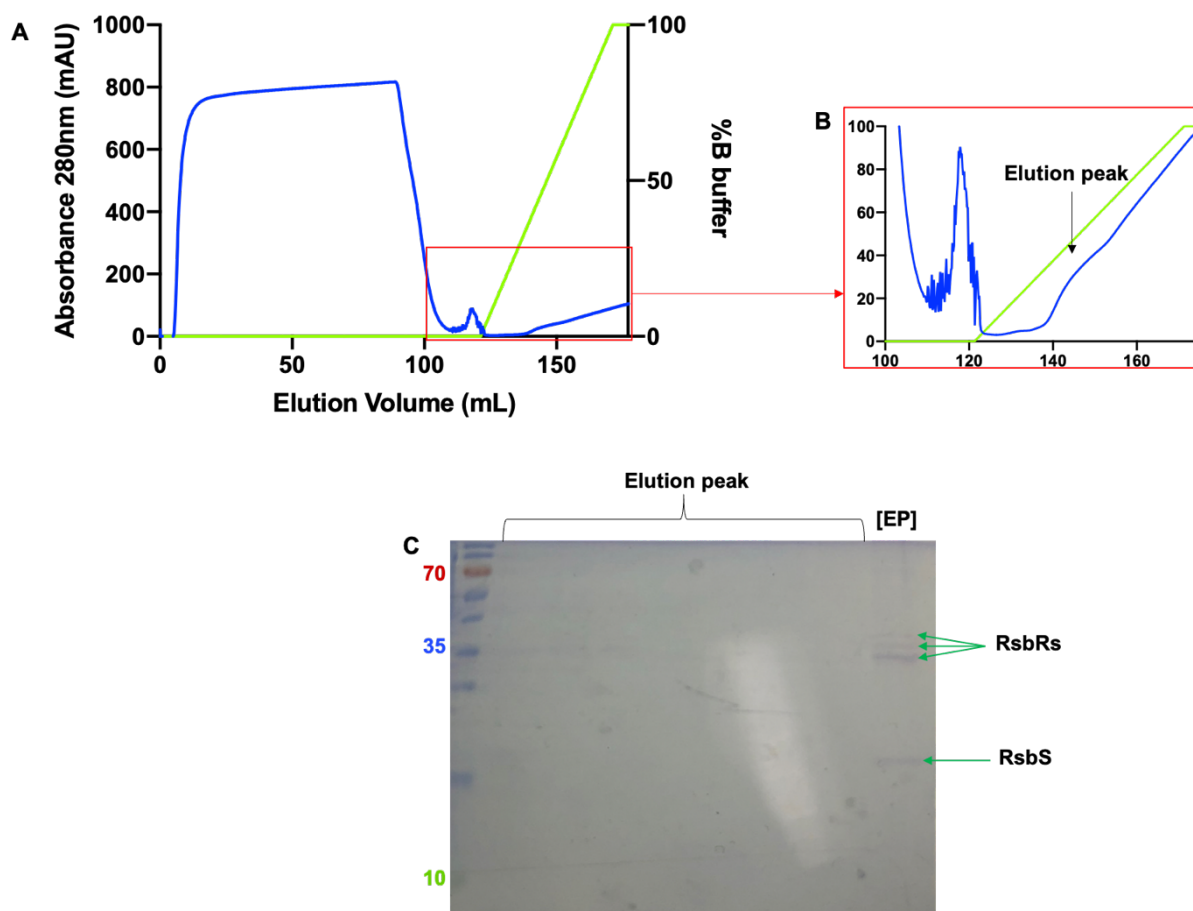 A
Absorbance 280nm (mAU)
1000
800
600
400
200
0
0
50
100
150
Elution Volume (mL)
100
50
0
%B buffer
B
100
80
60
40
20
0
100
120
140
160
Elution peak
C
Elution peak
[EP]
70
35
10
RsbRs
RsbS